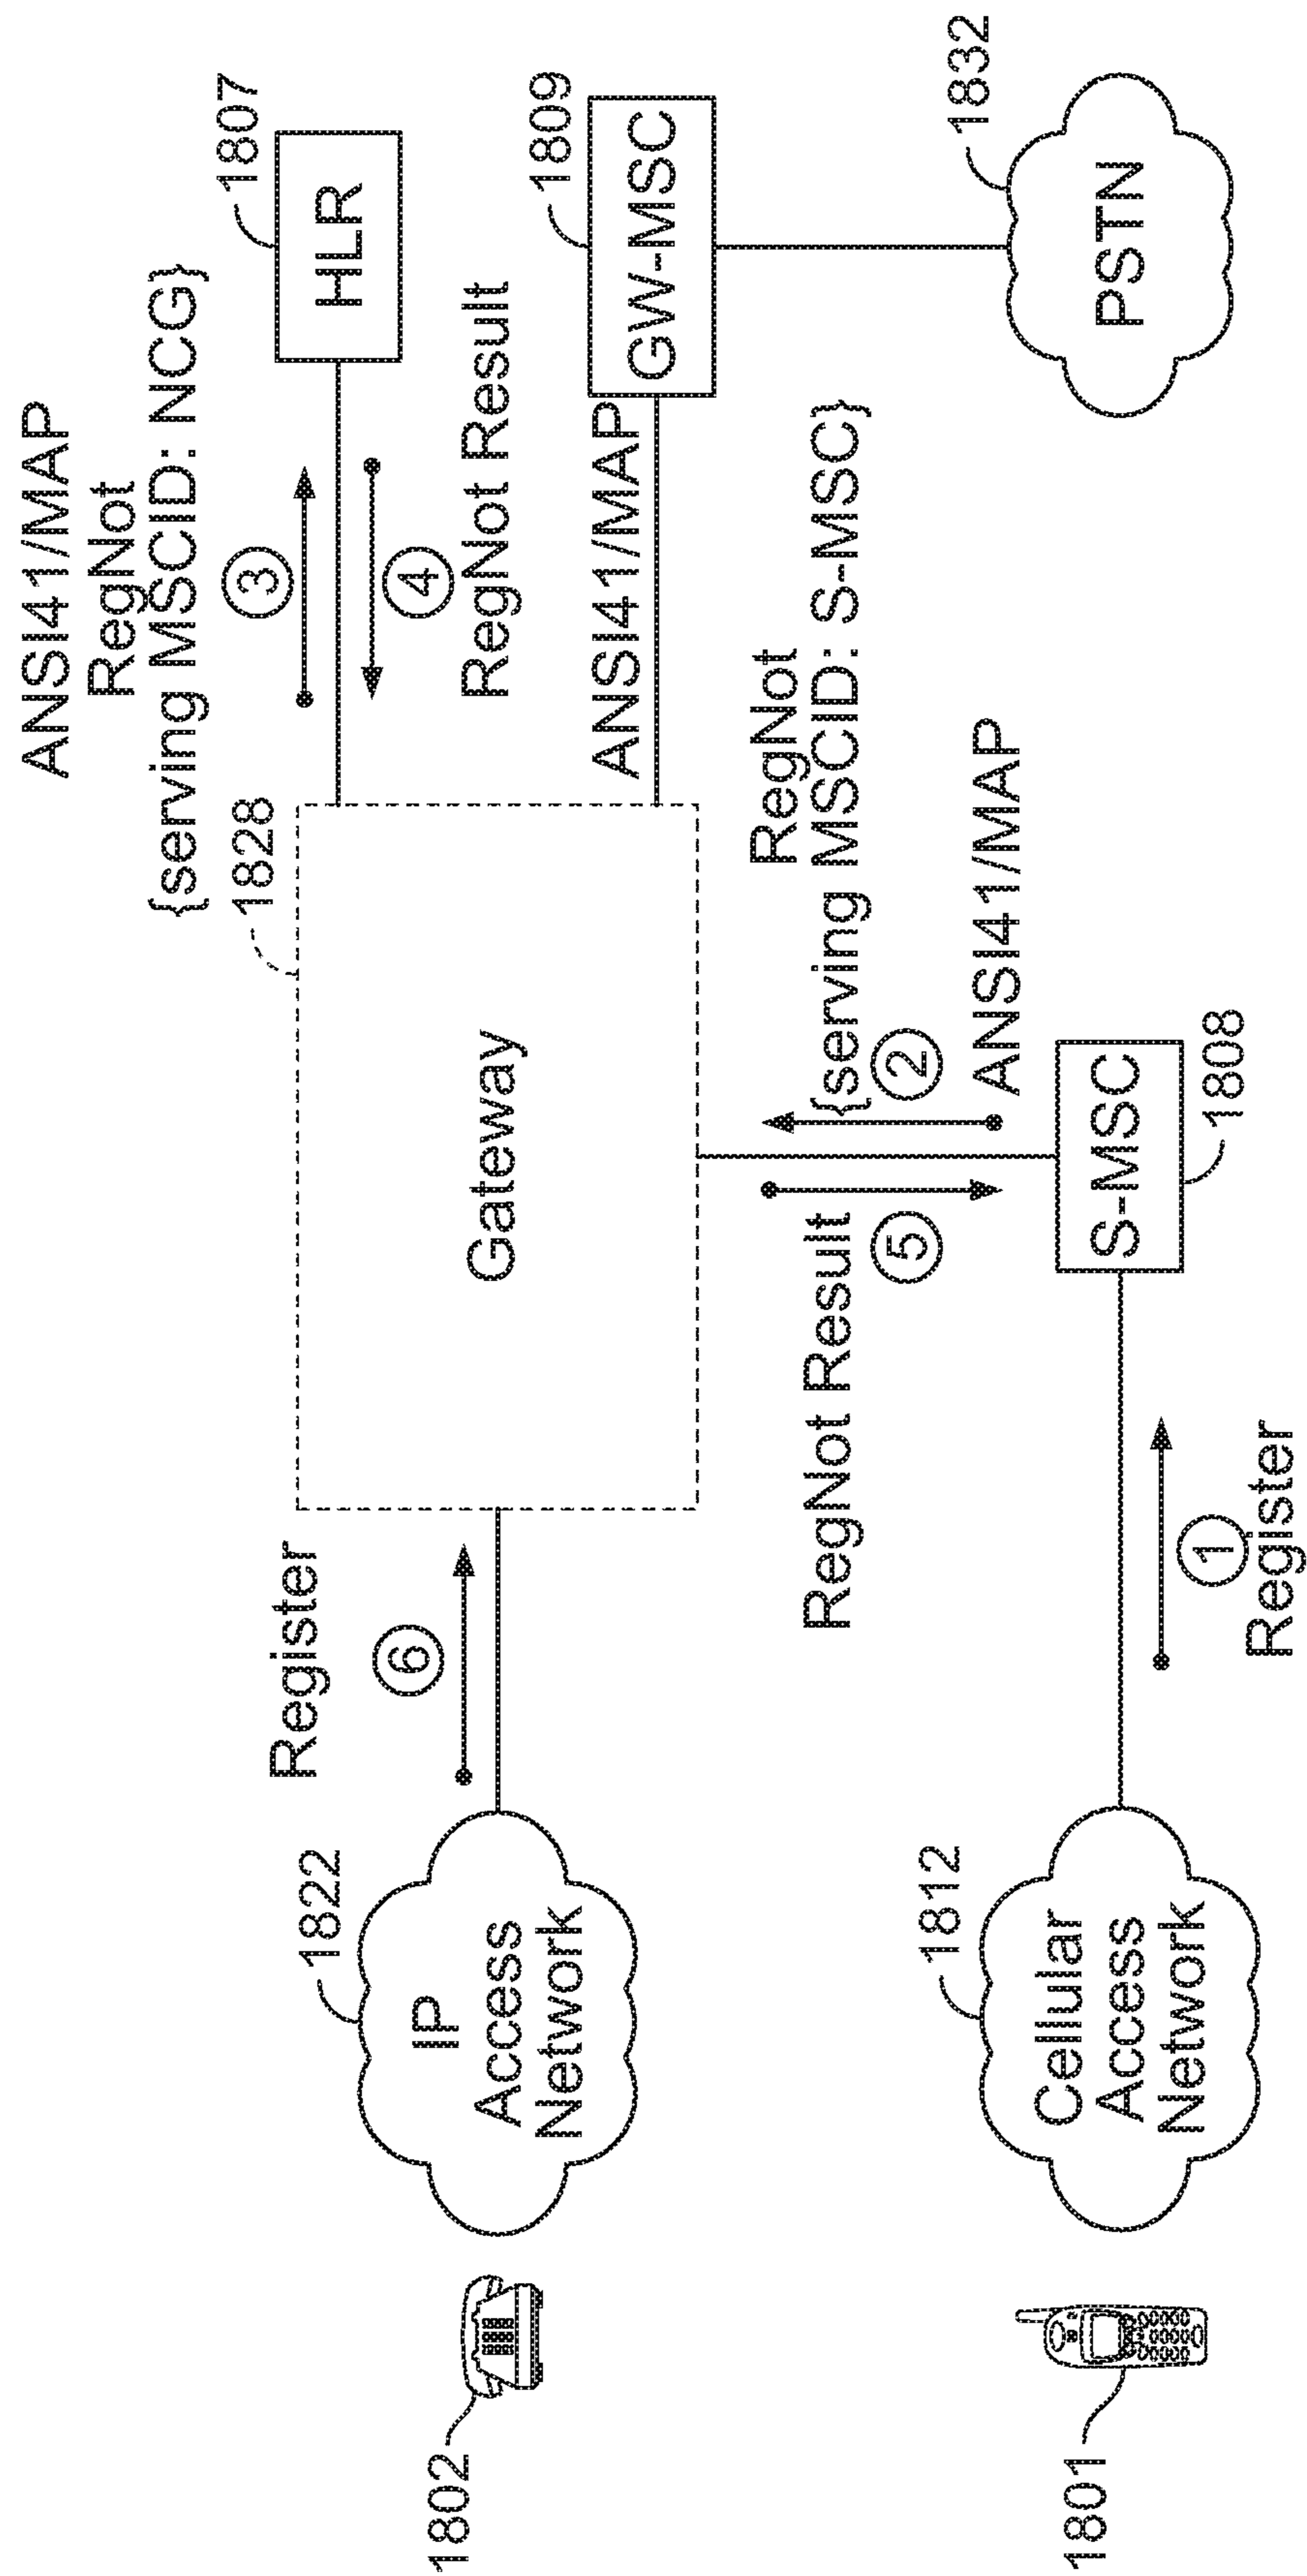 ANSI41/MAP
RegNot
{serving MSCID: NCG}
1807
HLR
3
4
RegNot Result
1828
Gateway
Register
6
1822
IP
Access
Network
1802
1809
GW-MSC
ANSI41/MAP
1832
PSTN
RegNot
{serving MSCID: S-MSC}
2
ANSI41/MAP
RegNot Result
5
S-MSC
1808
1812
Cellular
Access
Network
1
Register
1801